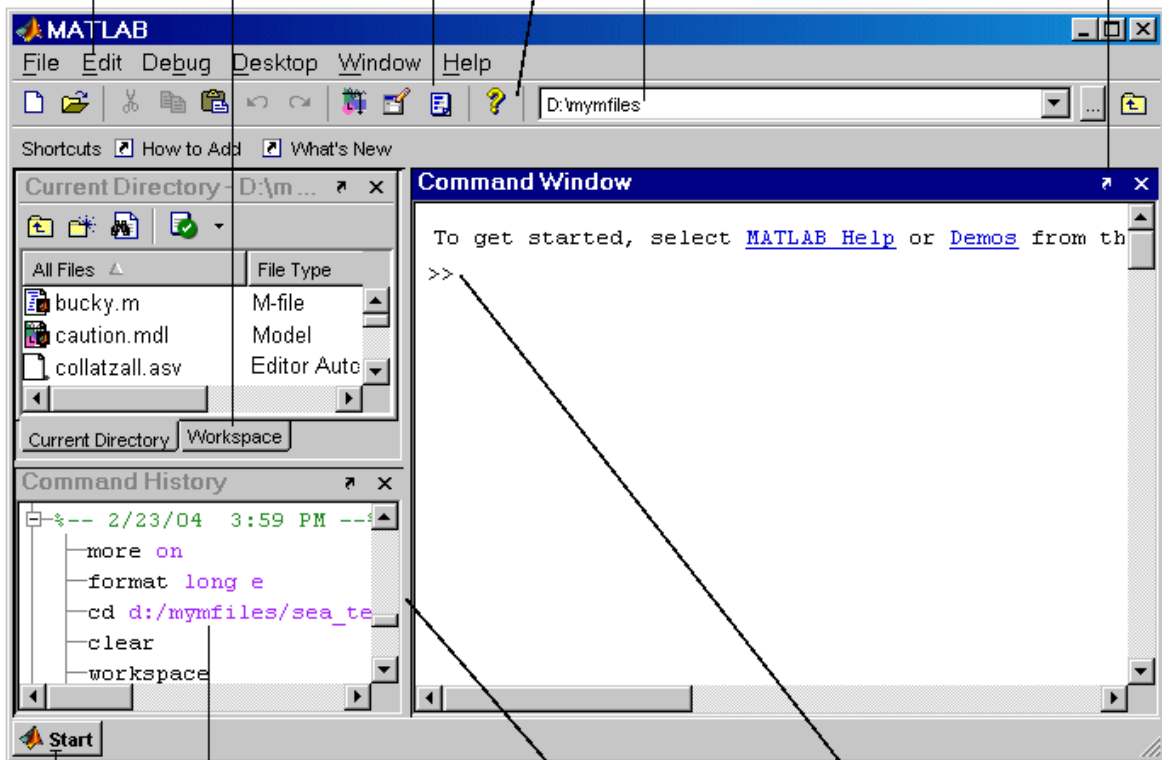 MATLAB
File Edit Debug Desktop Window Help
D:\mymfiles
...
Shortcuts How to Add What's New
Current Directory - D:\m ...
All Files File Type
bucky.m M-file
caution.mdl Model
collatzall.asv Editor Auto
Current Directory Workspace
Command History
%-- 2/23/04 3:59 PM --%
more on
format long e
cd d:/mymfiles/sea_te
clear
workspace
Command Window
To get started, select MATLAB Help or Demos from th
>>
Start